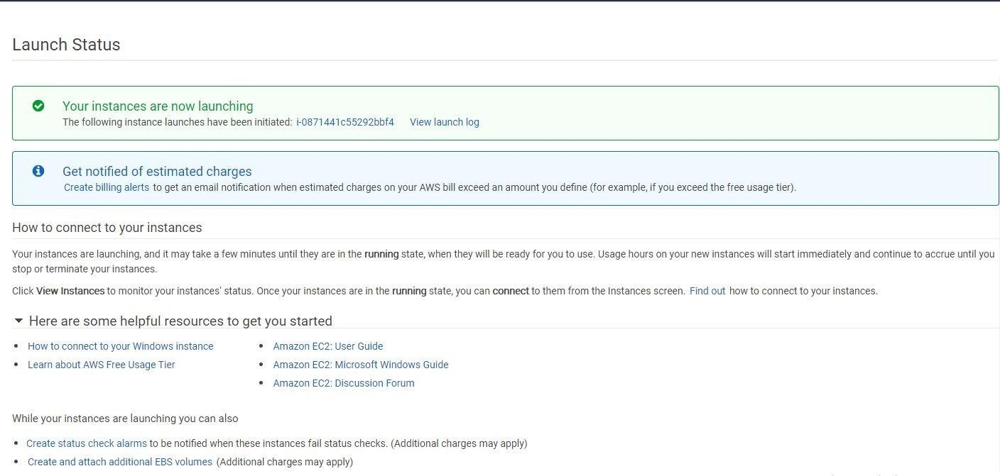 Launch Status
Your instances are now launching
The following instance launches have been initiated: i-0871441c55292bbf4 View launch log
Get notified of estimated charges
Create billing alerts to get an email notification when estimated charges on your AWS bill exceed an amount you define (for example, if you exceed the free usage tier).
How to connect to your instances
Your instances are launching, and it may take a few minutes until they are in the running state, when they will be ready for you to use. Usage hours on your new instances will start immediately and continue to accrue until you
stop or terminate your instances.
Click View Instances to monitor your instances' status. Once your instances are in the running state, you can connect to them from the Instances screen. Find out how to connect to your instances.
Here are some helpful resources to get you started
How to connect to your Windows instance
Learn about AWS Free Usage Tier
Amazon EC2: User Guide
Amazon EC2: Microsoft Windows Guide
Amazon EC2: Discussion Forum
While your instances are launching you can also
Create status check alarms to be notified when these instances fail status checks. (Additional charges may apply)
Create and attach additional EBS volumes (Additional charges may apply)